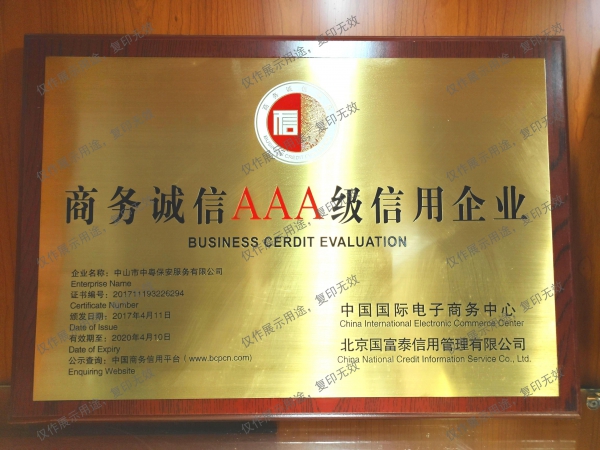 商务诚信AAA级信用企业
BUSINESS CERDIT EVALUATION
企业名称：中山市中粤保安服务有限公司
Enterprise Name
证书编号：201711193226294
Certificate Number
颁发日期：2017年4月11日
Date of Issue
有效期至：2020年4月10日
Date of Expiry
公示查询：中国商务信用平台（www.bcpcn.com）
Enquiring Website
中国国际电子商务中心
China International Electronic Commerce Center
北京国富泰信用管理有限公司
China National Credit Information Service Co., Ltd.
仅作展示用途，复印无效